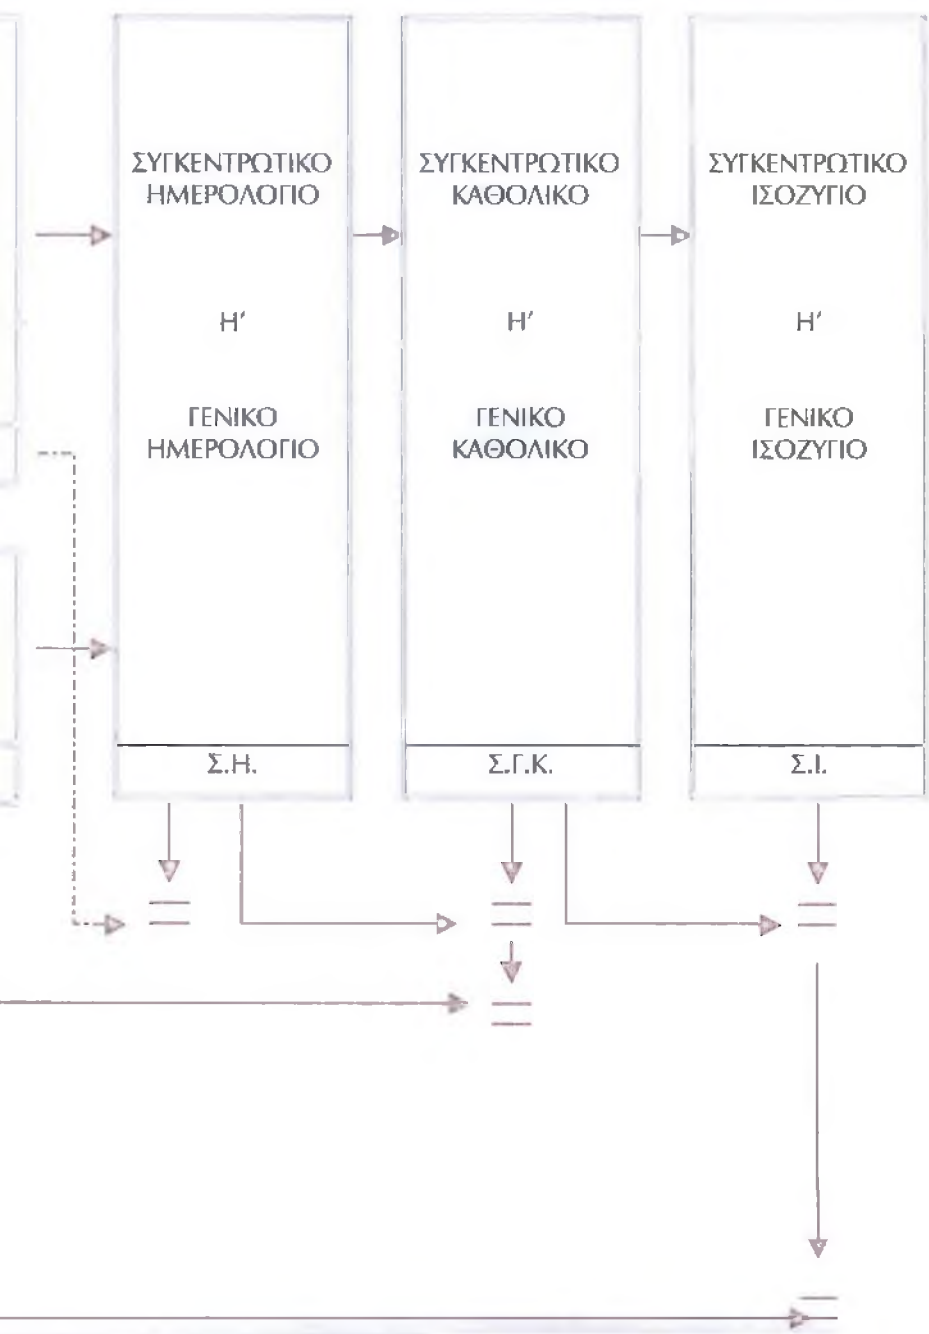 ΣΥΓΚΕΝΤΡΩΤΙΚΟ
ΗΜΕΡΟΛΟΓΙΟ
Η΄
ΓΕΝΙΚΟ
ΗΜΕΡΟΛΟΓΙΟ
Σ.Η.
ΣΥΓΚΕΝΤΡΩΤΙΚΟ
ΚΑΘΟΛΙΚΟ
Η΄
ΓΕΝΙΚΟ
ΚΑΘΟΛΙΚΟ
Σ.Γ.Κ.
ΣΥΓΚΕΝΤΡΩΤΙΚΟ
ΙΣΟΖΥΓΙΟ
Η΄
ΓΕΝΙΚΟ
ΙΣΟΖΥΓΙΟ
Σ.Ι.